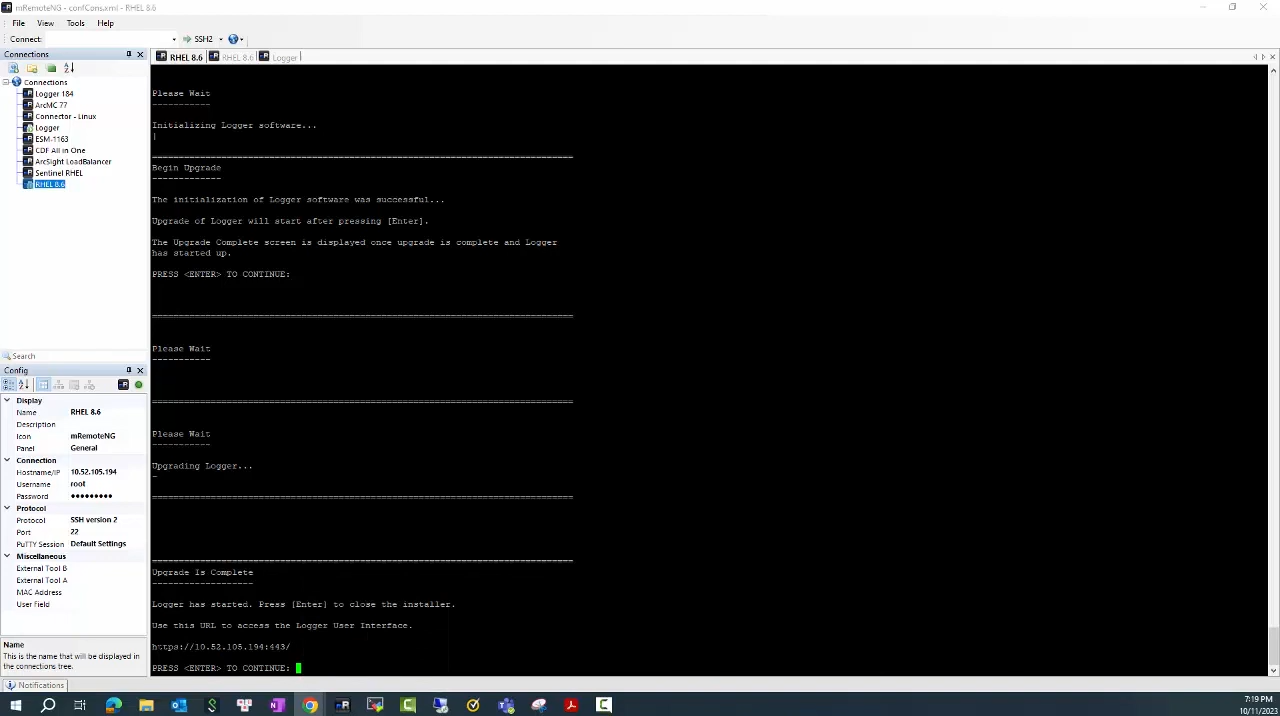 mRemoteNG - confCons.xml - RHEL 8.6
File View Tools Help
Connect: SSH2
Connections
RHEL 8.6 RHEL 8.6 Logger
Connections
Logger 184
ArcMC 77
Connector - Linux
Logger
ESM-1163
CDF All in One
ArcSight LoadBalancer
Sentinel RHEL
RHEL 8.6
Search
Config
Display
Name RHEL 8.6
Description
Icon mRemoteNG
Panel General
Connection
Hostname/IP 10.52.105.194
Username root
Password ●●●●●●●●●
Protocol
Protocol SSH version 2
Port 22
PuTTY Session Default Settings
Miscellaneous
External Tool B
External Tool A
MAC Address
User Field
Name
This is the name that will be displayed in
the connections tree.
Notifications
Please Wait
-----------
Initializing Logger software...
|
==============================================================================
Begin Upgrade
-------------
The initialization of Logger software was successful...
Upgrade of Logger will start after pressing [Enter].
The Upgrade Complete screen is displayed once upgrade is complete and Logger
has started up.
PRESS <ENTER> TO CONTINUE:
==============================================================================
Please Wait
-----------
==============================================================================
Please Wait
-----------
Upgrading Logger...
-
==============================================================================
==============================================================================
Upgrade Is Complete
-------------------
Logger has started. Press [Enter] to close the installer.
Use this URL to access the Logger User Interface.
https://10.52.105.194:443/
PRESS <ENTER> TO CONTINUE:
7:19 PM
10/11/2023